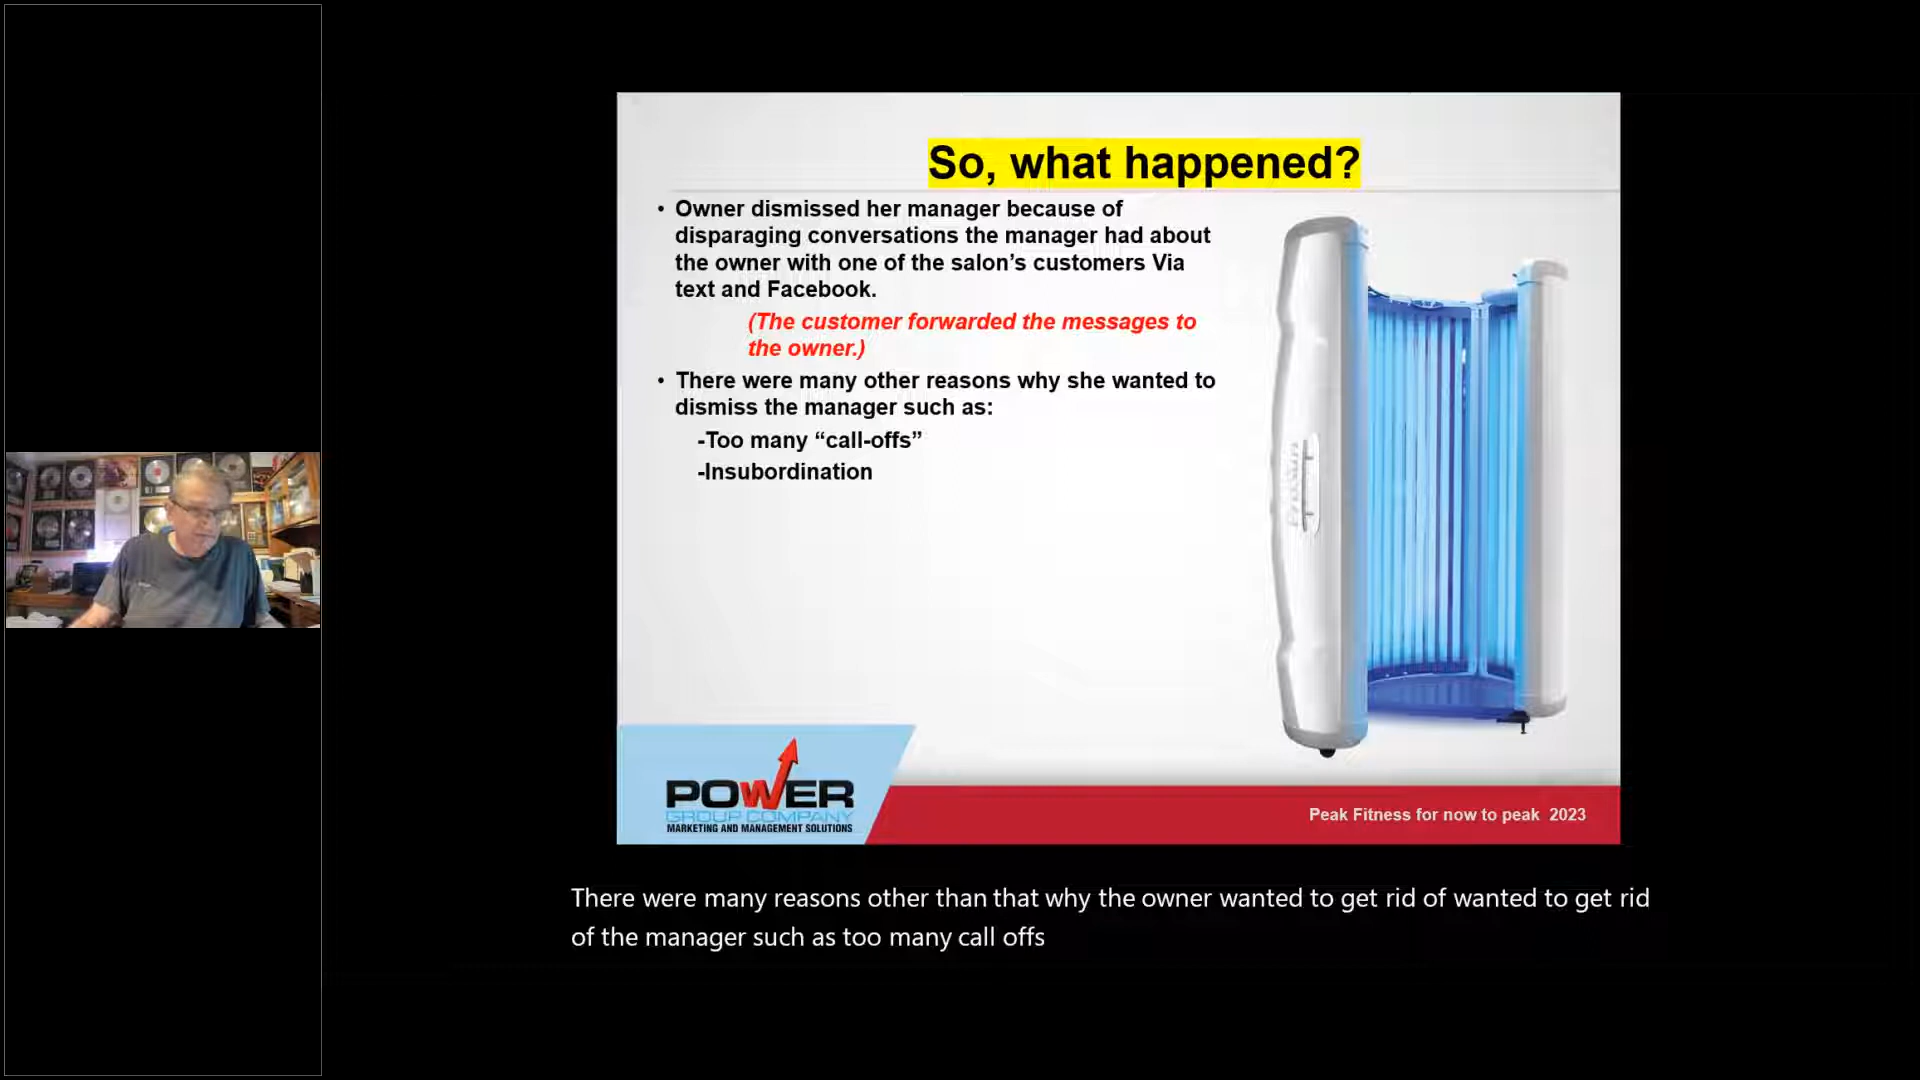 So, what happened?
• Owner dismissed her manager because of
disparaging conversations the manager had about
the owner with one of the salon’s customers Via
text and Facebook.
(The customer forwarded the messages to
the owner.)
• There were many other reasons why she wanted to
dismiss the manager such as:
-Too many “call-offs”
-Insubordination
POWER
GROUP COMPANY
MARKETING AND MANAGEMENT SOLUTIONS
Peak Fitness for now to peak 2023
There were many reasons other than that why the owner wanted to get rid of wanted to get rid
of the manager such as too many call offs